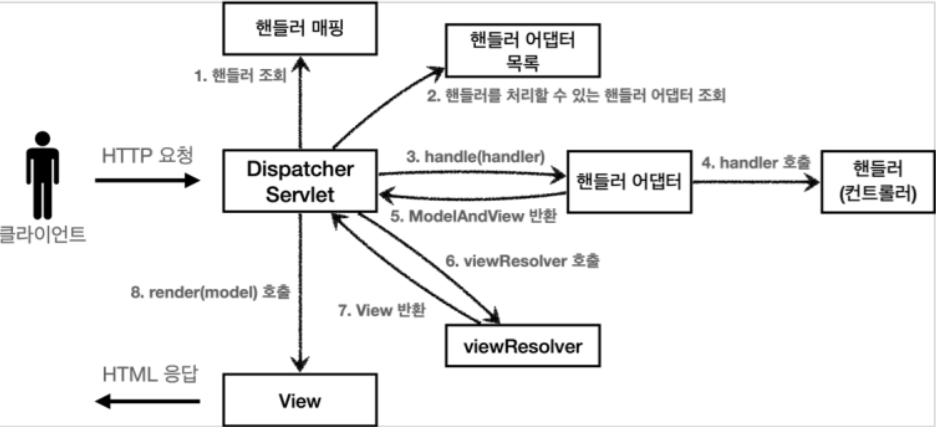 핸들러 매핑
핸들러 어댑터
목록
1. 핸들러 조회
2. 핸들러를 처리할 수 있는 핸들러 어댑터 조회
HTTP 요청
Dispatcher
Servlet
3. handle(handler)
핸들러 어댑터
4. handler 호출
핸들러
(컨트롤러)
5. ModelAndView 반환
클라이언트
6. viewResolver 호출
8. render(model) 호출
7. View 반환
viewResolver
HTML 응답
View